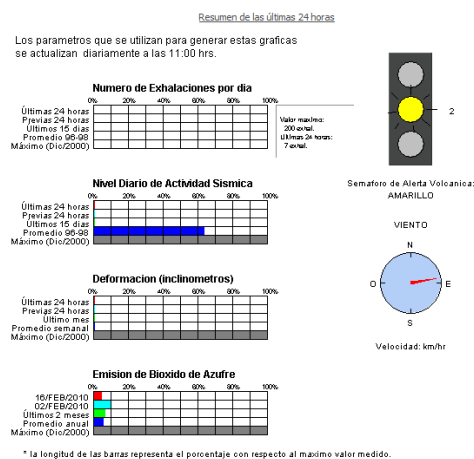 Resumen de las últimas 24 horas
Los parametros que se utilizan para generar estas graficas
se actualizan diariamente a las 11:00 hrs.
Numero de Exhalaciones por dia
0% 20% 40% 60% 80% 100%
Últimas 24 horas
Previas 24 horas
Últimos 15 dias
Promedio 96-98
Máximo (Dic/2000)
Valor maximo:
200 exhal.
Ultimas 24 horas:
7 exhal.
2
Semaforo de Alerta Volcanica:
AMARILLO
Nivel Diario de Actividad Sismica
0% 20% 40% 60% 80% 100%
Últimas 24 horas
Previas 24 horas
Últimos 15 dias
Promedio 96-98
Máximo (Dic/2000)
VIENTO
N
O E
S
Velocidad: km/hr
Deformacion (inclinometros)
0% 20% 40% 60% 80% 100%
Últimas 24 horas
Previas 24 horas
Último mes
Promedio semanal
Máximo (Dic/2000)
Emision de Bioxido de Azufre
0% 20% 40% 60% 80% 100%
16/FEB/2010
02/FEB/2010
Últimos 2 meses
Promedio anual
Máximo (Dic/2000)
* la longitud de las barras representa el porcentaje con respecto al maximo valor medido.